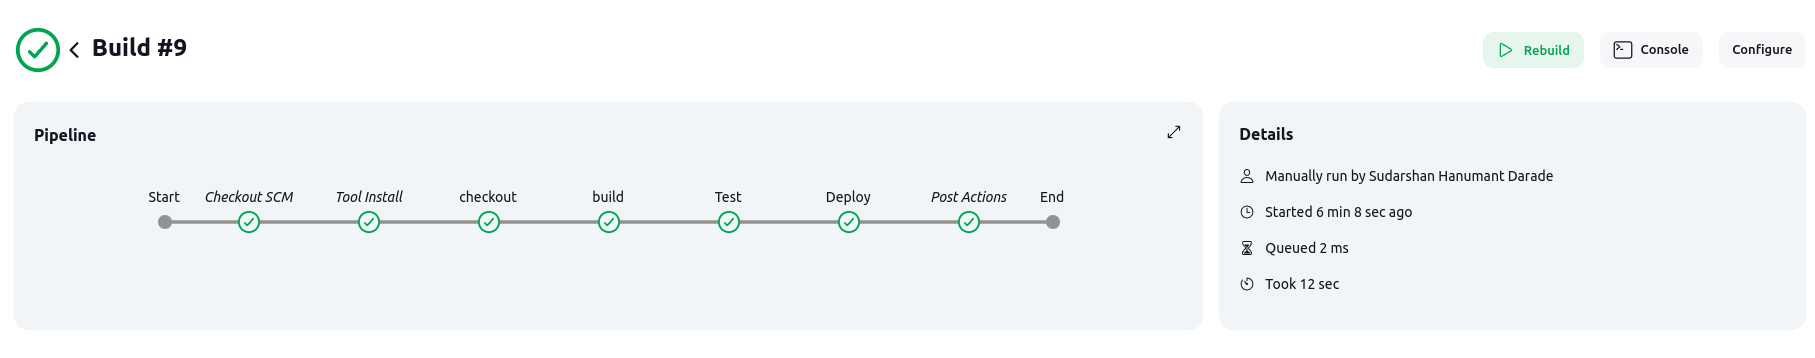 Build #9
Rebuild
Console
Configure
Pipeline
Start Checkout SCM Tool Install checkout build Test Deploy Post Actions End
Details
Manually run by Sudarshan Hanumant Darade
Started 6 min 8 sec ago
Queued 2 ms
Took 12 sec